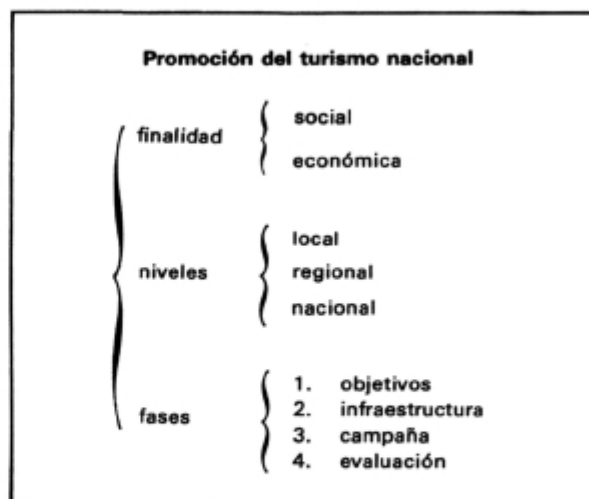 Promoción del turismo nacional
finalidad
social
económica
niveles
local
regional
nacional
fases
1. objetivos
2. infraestructura
3. campaña
4. evaluación